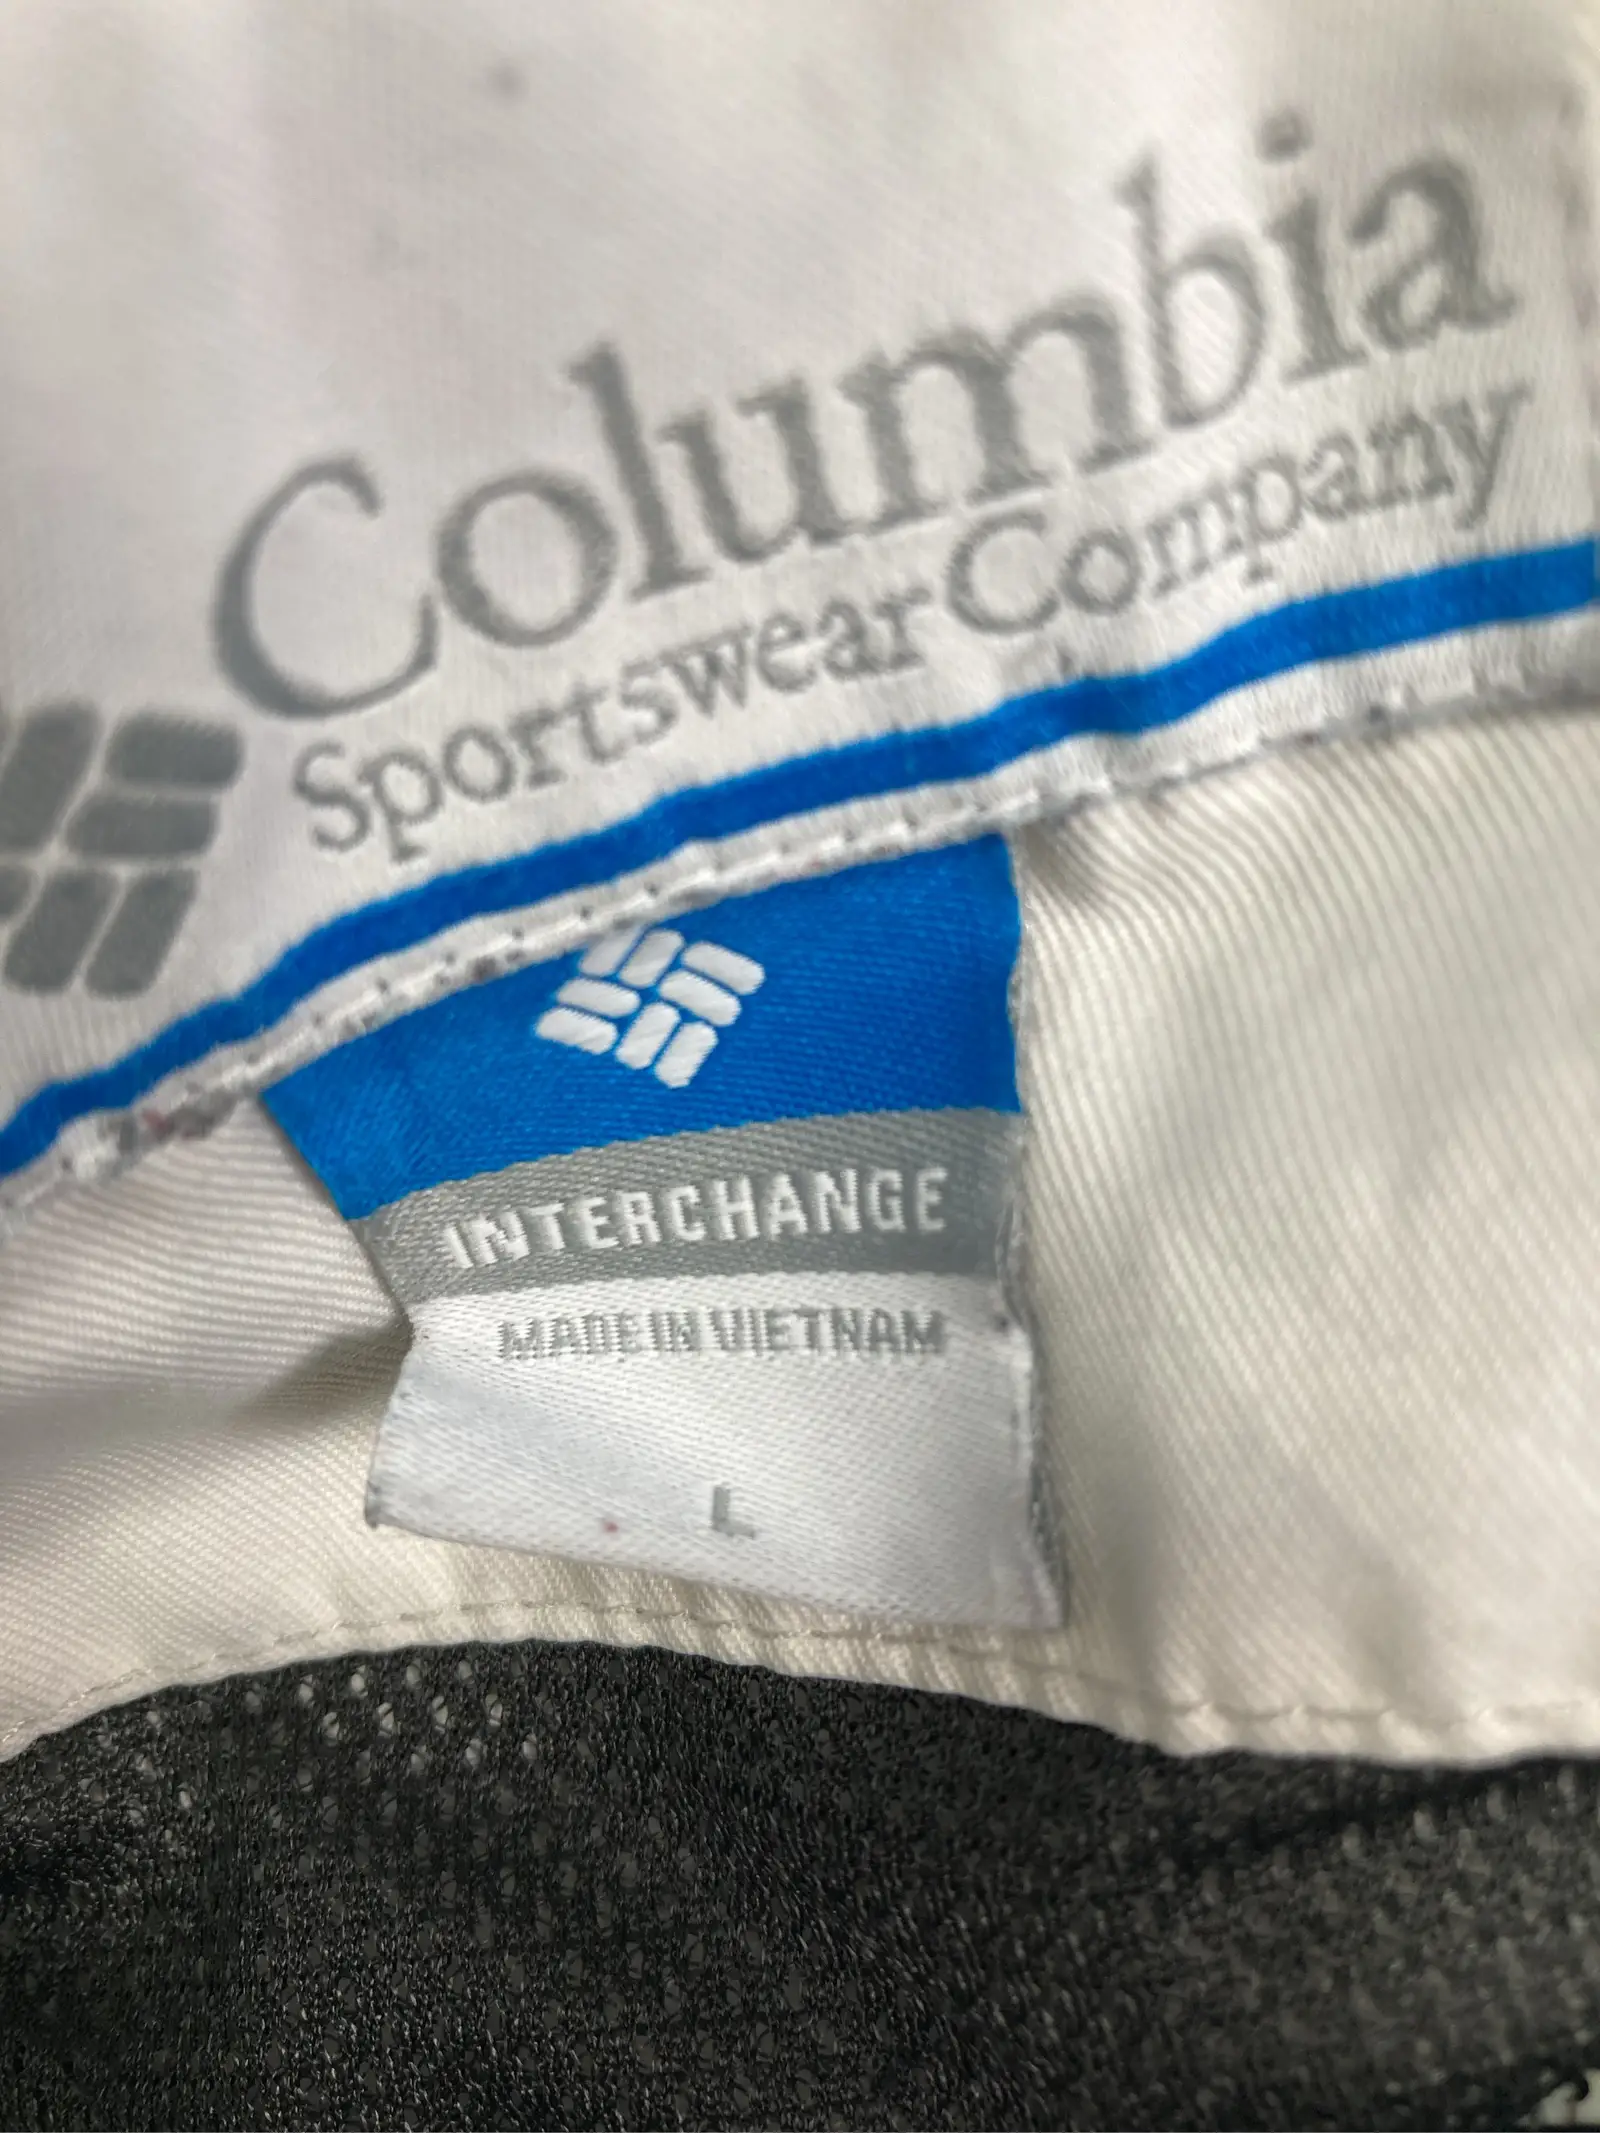 Columbia
Sportswear Company
INTERCHANGE
MADE IN VIETNAM
L